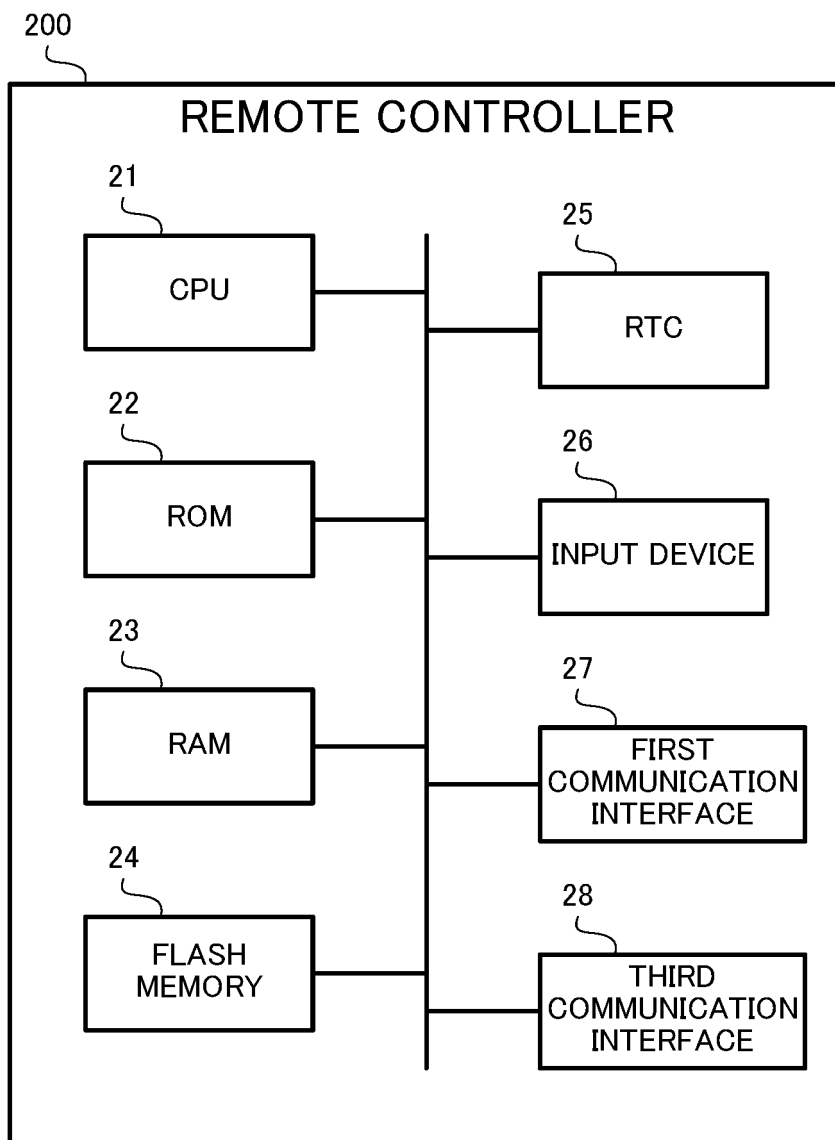 200
REMOTE CONTROLLER
21
CPU
25
RTC
22
ROM
26
INPUT DEVICE
23
RAM
27
FIRST
COMMUNICATION
INTERFACE
24
FLASH
MEMORY
28
THIRD
COMMUNICATION
INTERFACE